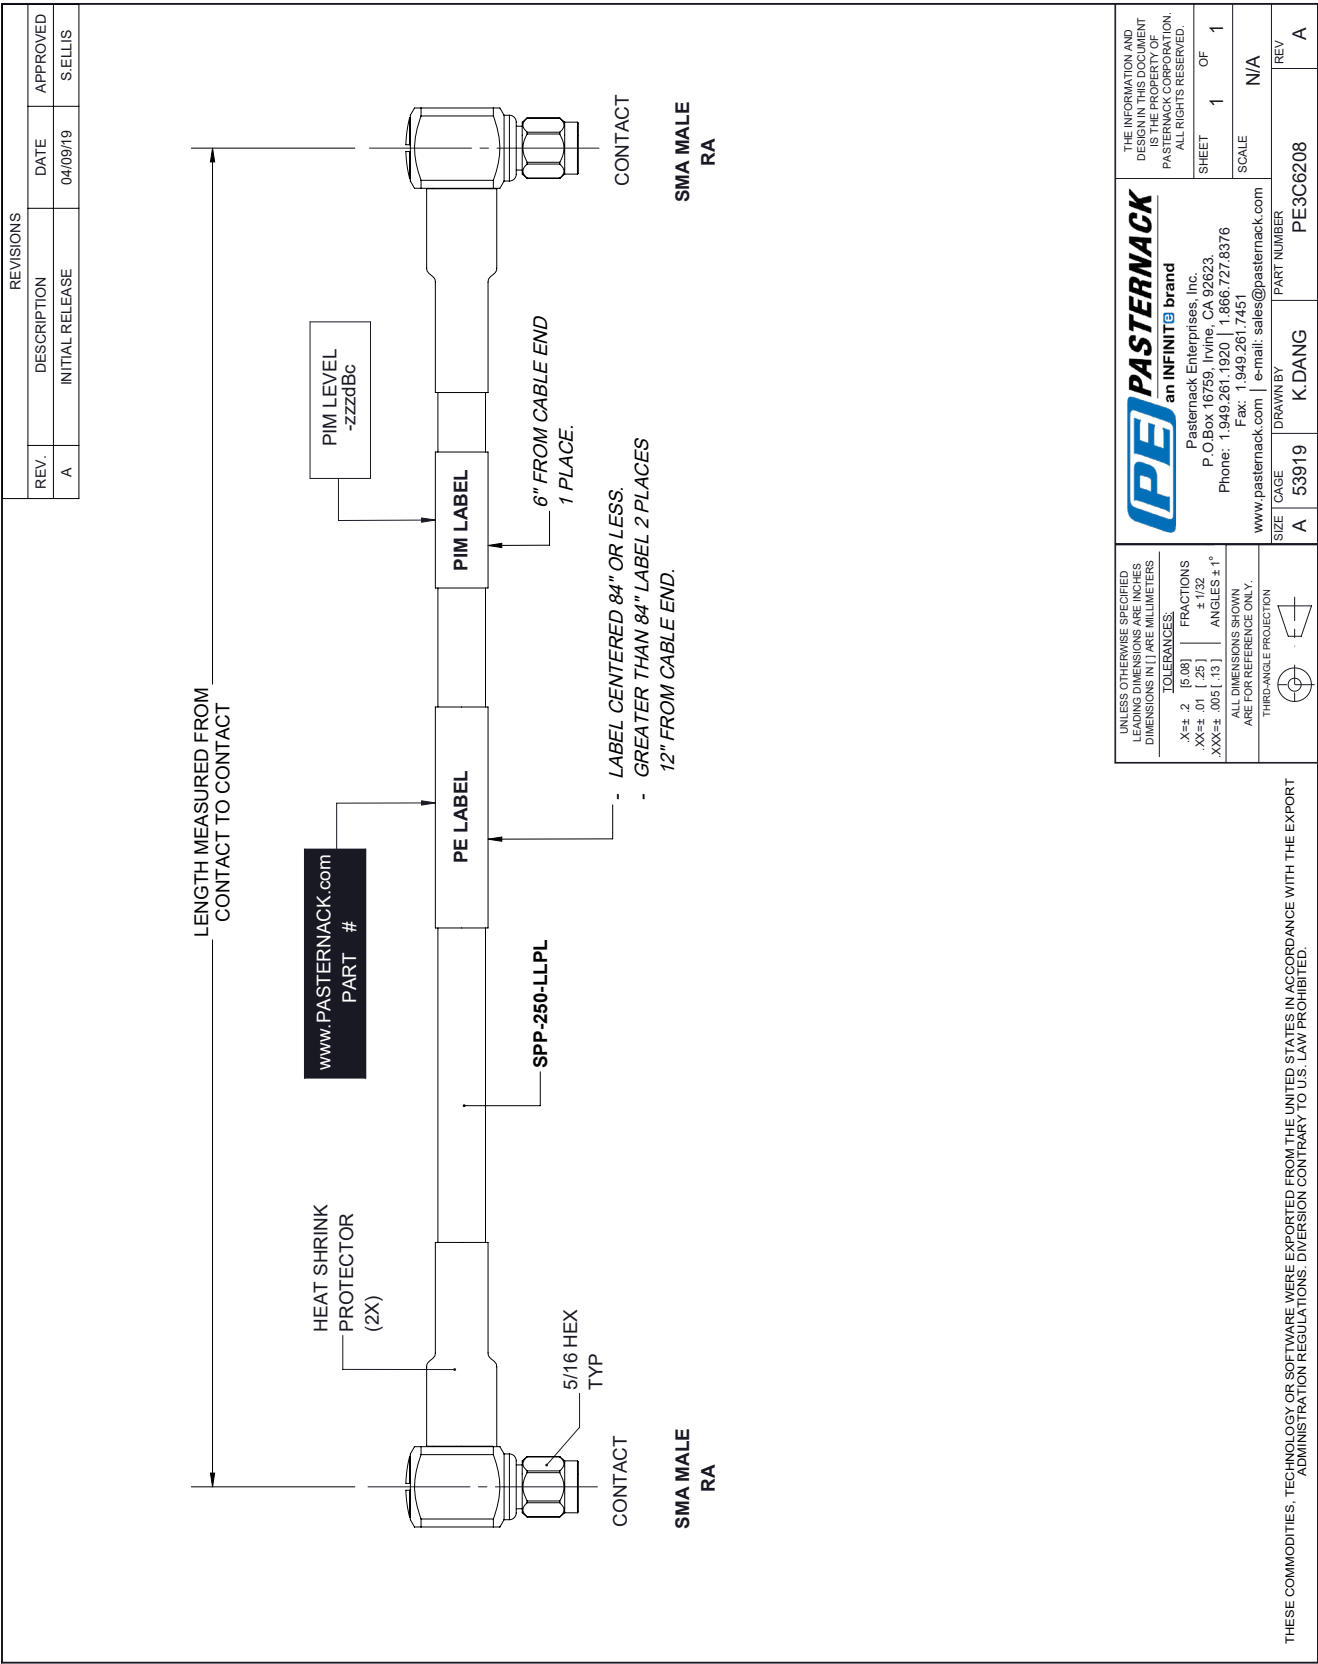 REVISIONS
REV. DESCRIPTION DATE APPROVED
A INITIAL RELEASE 04/09/19 S.ELLIS
LENGTH MEASURED FROM
CONTACT TO CONTACT
HEAT SHRINK
PROTECTOR
(2X)
www.PASTERNACK.com
PART #
PIM LEVEL
-zzzdBc
PE LABEL
PIM LABEL
5/16 HEX
TYP
SPP-250-LLPL
- LABEL CENTERED 84" OR LESS.
- GREATER THAN 84" LABEL 2 PLACES
12" FROM CABLE END.
6" FROM CABLE END
1 PLACE.
CONTACT
SMA MALE
RA
CONTACT
SMA MALE
RA
UNLESS OTHERWISE SPECIFIED
LEADING DIMENSIONS ARE INCHES
DIMENSIONS IN [ ] ARE MILLIMETERS
TOLERANCES:
.X=± .2 [5.08] FRACTIONS
.XX=± .01 [ .25 ] ± 1/32
.XXX=± .005 [ .13 ] ANGLES ± 1°
ALL DIMENSIONS SHOWN
ARE FOR REFERENCE ONLY.
THIRD-ANGLE PROJECTION
PE PASTERNACK
an INFINITe brand
Pasternack Enterprises, Inc.
P.O.Box 16759, Irvine, CA 92623.
Phone: 1.949.261.1920 | 1.866.727.8376
Fax: 1.949.261.7451
www.pasternack.com | e-mail: sales@pasternack.com
THE INFORMATION AND
DESIGN IN THIS DOCUMENT
IS THE PROPERTY OF
PASTERNACK CORPORATION.
ALL RIGHTS RESERVED.
SHEET 1 OF 1
SCALE N/A
SIZE CAGE DRAWN BY PART NUMBER REV
A 53919 K.DANG PE3C6208 A
THESE COMMODITIES, TECHNOLOGY OR SOFTWARE WERE EXPORTED FROM THE UNITED STATES IN ACCORDANCE WITH THE EXPORT
ADMINISTRATION REGULATIONS. DIVERSION CONTRARY TO U.S. LAW PROHIBITED.